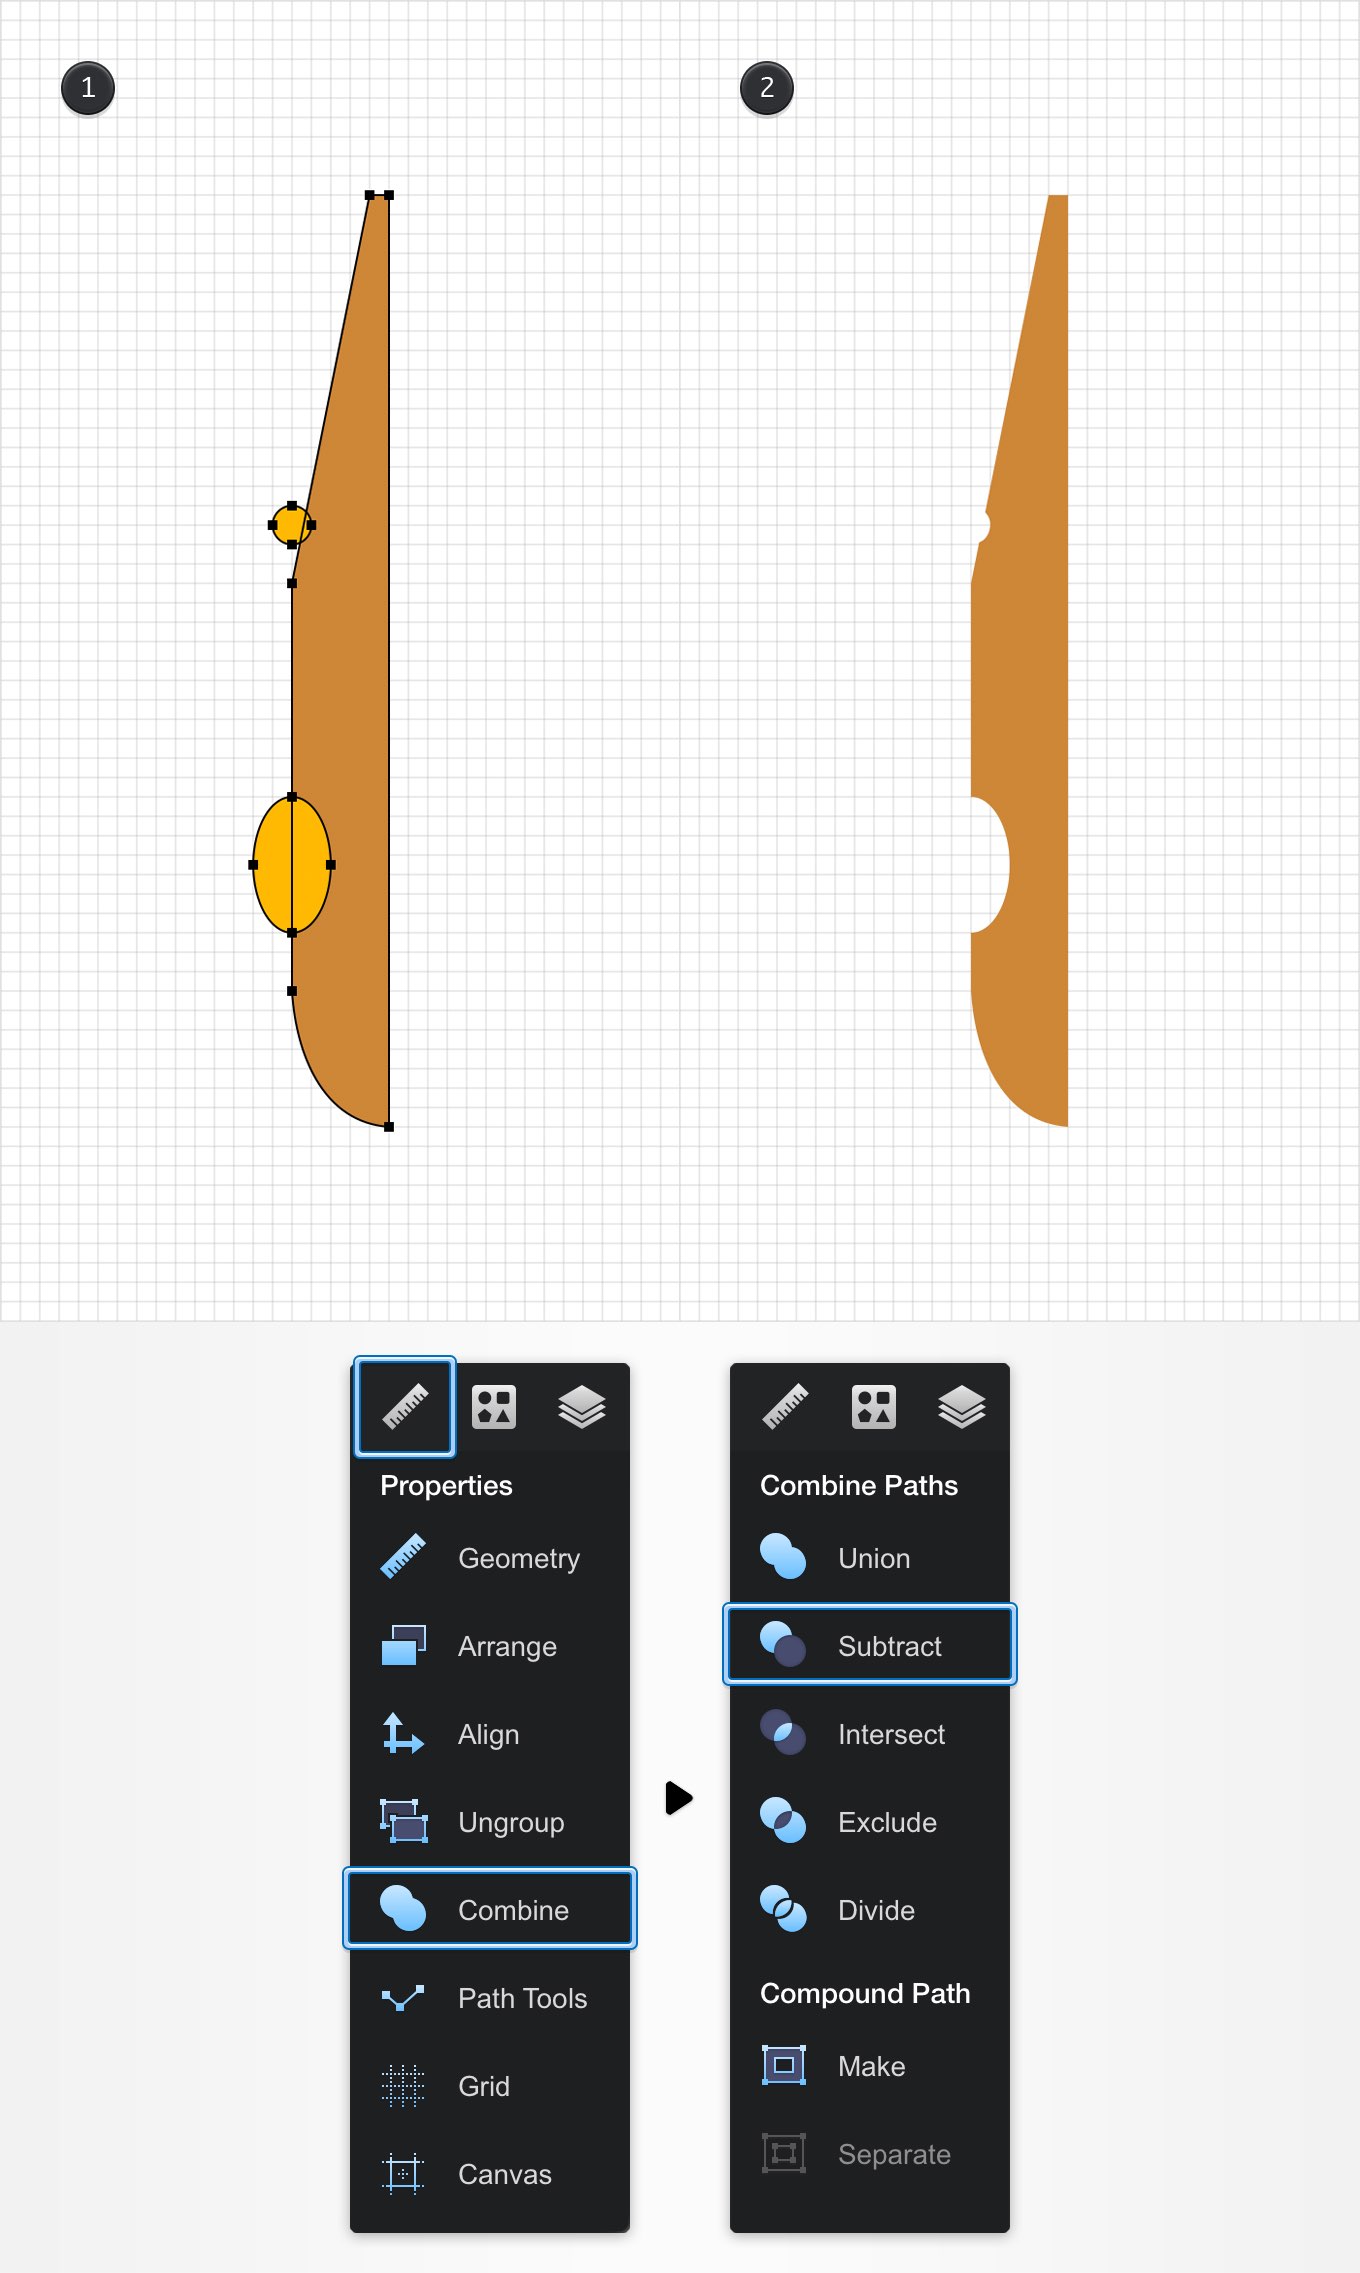 1
2
Properties
Geometry
Arrange
Align
Ungroup
Combine
Path Tools
Grid
Canvas
Combine Paths
Union
Subtract
Intersect
Exclude
Divide
Compound Path
Make
Separate